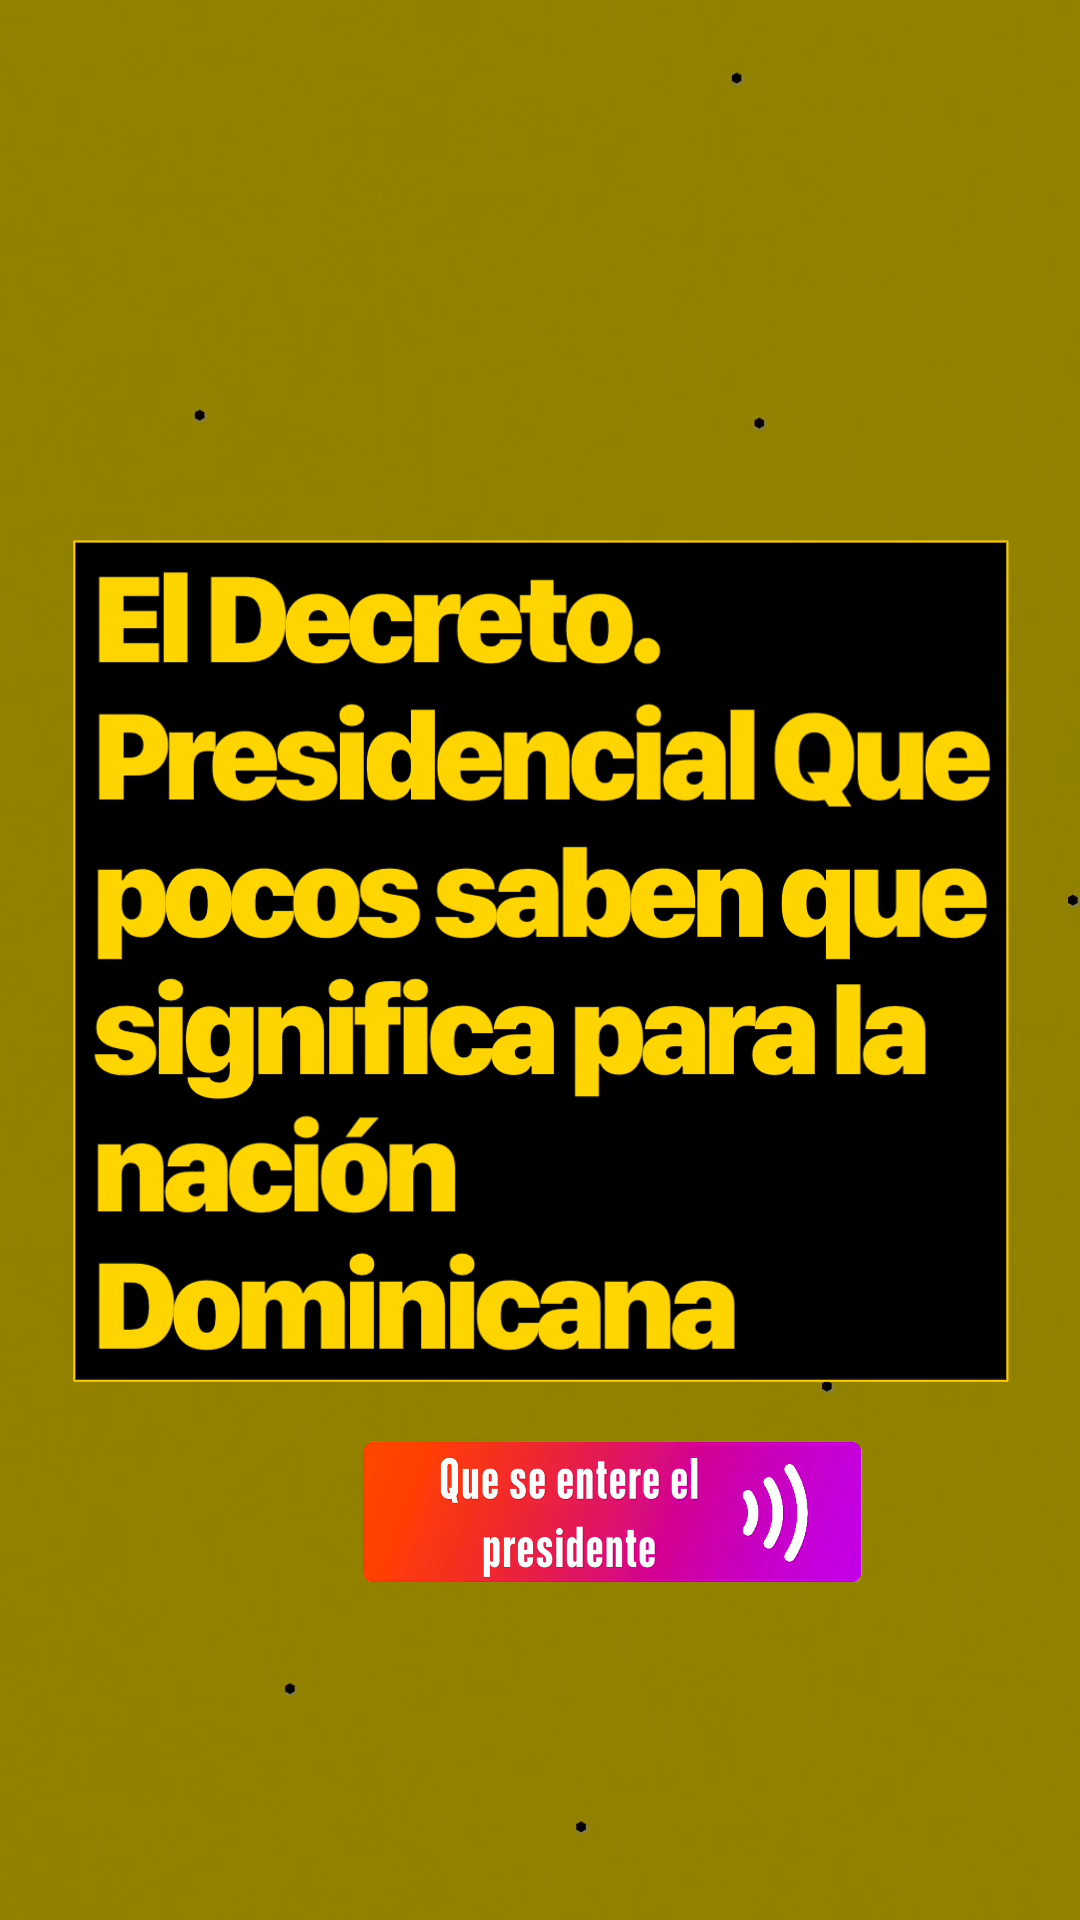 El Decreto.
Presidencial Que
pocos saben que
significa para la
nación
Dominicana
Que se entere el
presidente